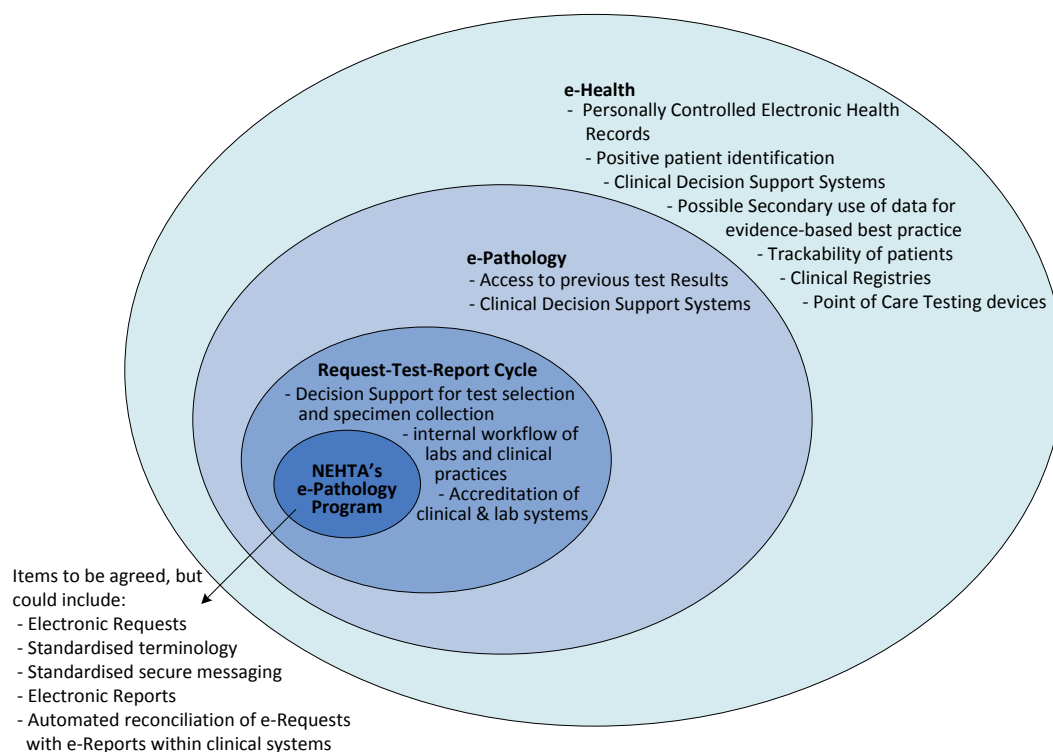 e-Health
- Personally Controlled Electronic Health
Records
- Positive patient identification
- Clinical Decision Support Systems
- Possible Secondary use of data for
evidence-based best practice
- Trackability of patients
- Clinical Registries
- Point of Care Testing devices
e-Pathology
- Access to previous test Results
- Clinical Decision Support Systems
Request-Test-Report Cycle
- Decision Support for test selection
and specimen collection
- internal workflow of
labs and clinical
practices
- Accreditation of
clinical & lab systems
NEHTA's
e-Pathology
Program
Items to be agreed, but
could include:
- Electronic Requests
- Standardised terminology
- Standardised secure messaging
- Electronic Reports
- Automated reconciliation of e-Requests
with e-Reports within clinical systems